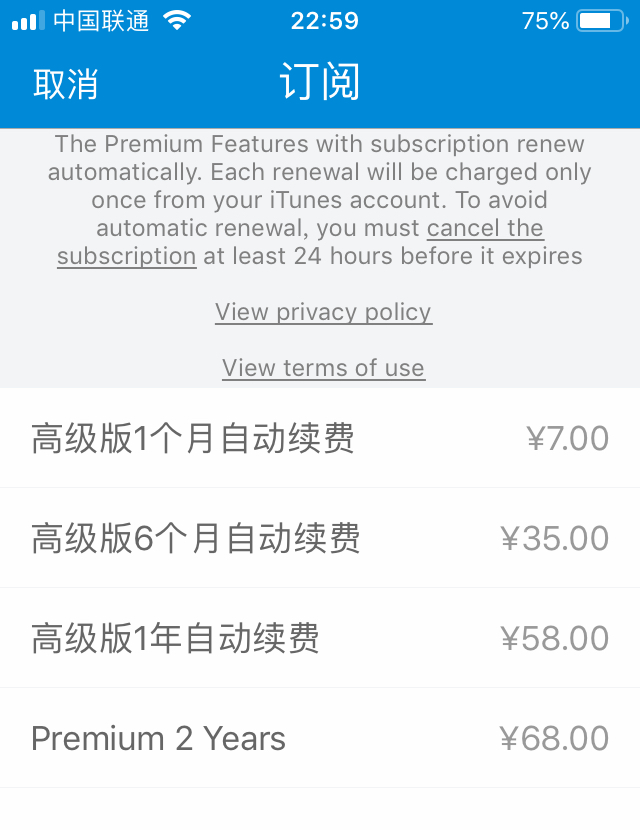 中国联通 22:59 75%
取消 订阅
The Premium Features with subscription renew
automatically. Each renewal will be charged only
once from your iTunes account. To avoid
automatic renewal, you must cancel the
subscription at least 24 hours before it expires
View privacy policy
View terms of use
高级版1个月自动续费 ¥7.00
高级版6个月自动续费 ¥35.00
高级版1年自动续费 ¥58.00
Premium 2 Years ¥68.00